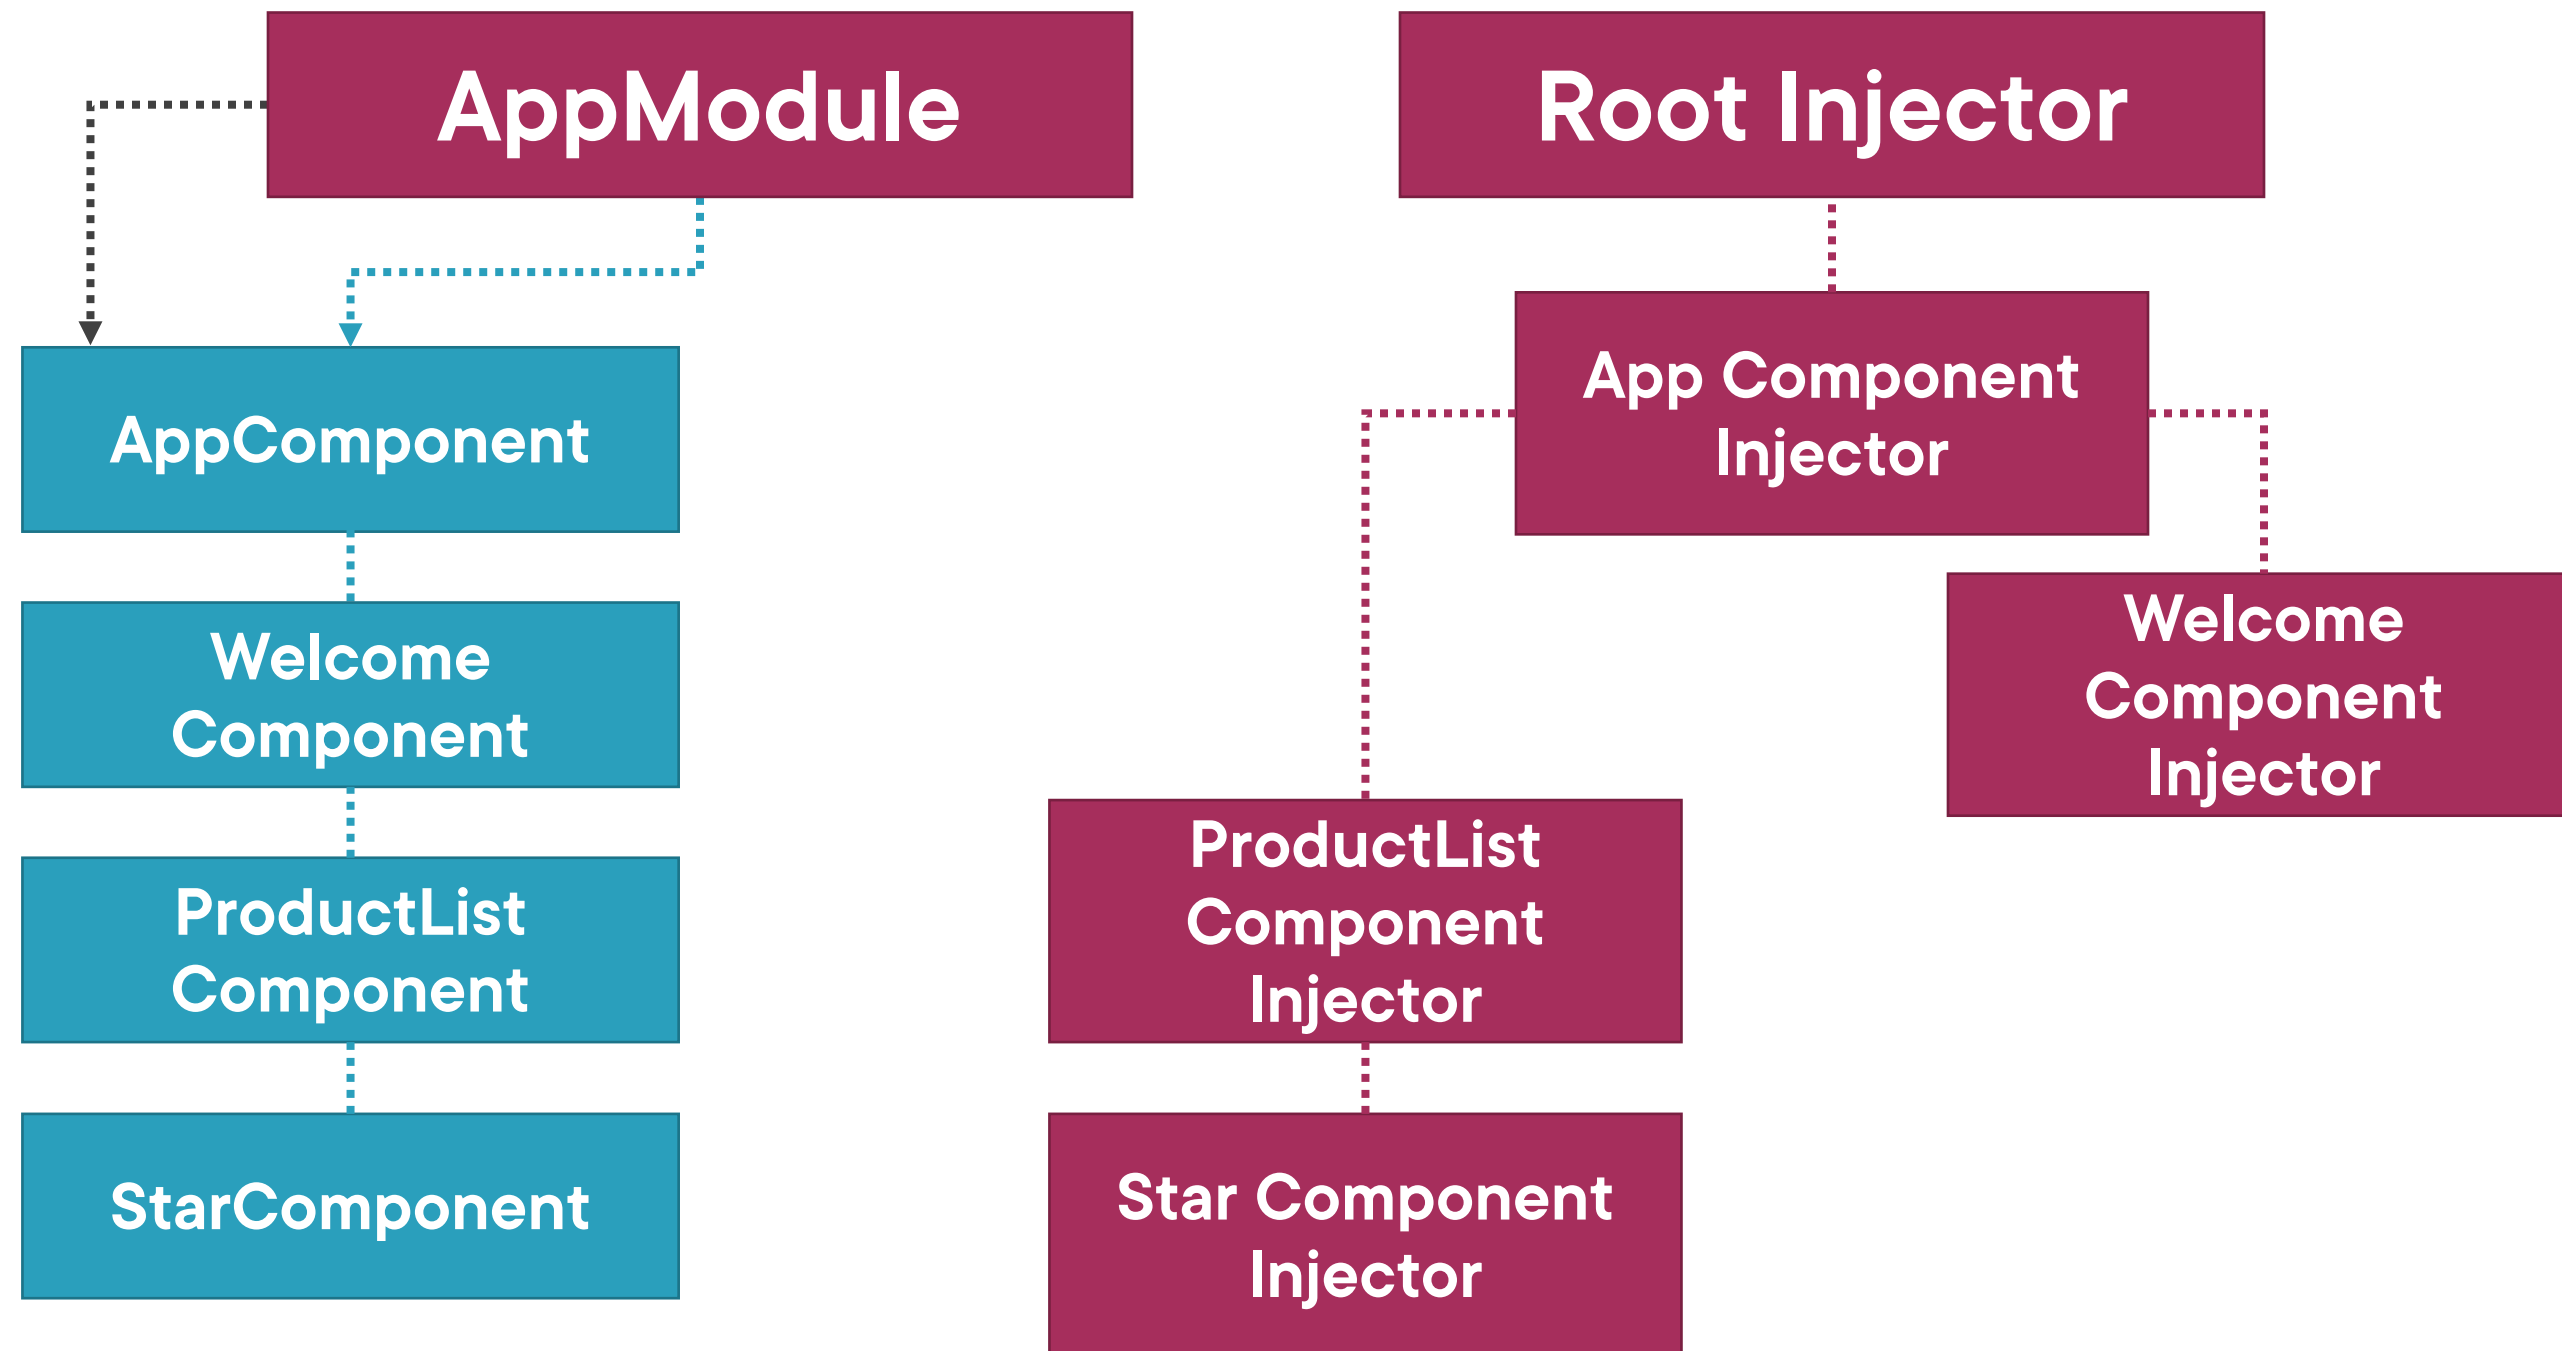 AppModule
AppComponent
Welcome
Component
ProductList
Component
StarComponent
Root Injector
App Component
Injector
Welcome
Component
Injector
ProductList
Component
Injector
Star Component
Injector